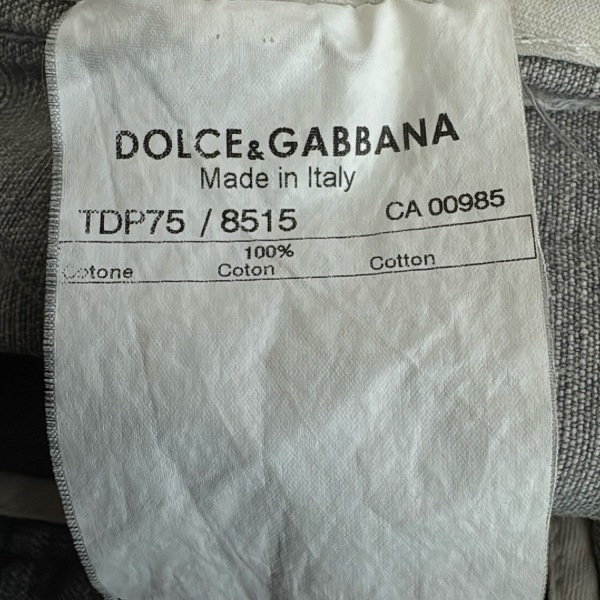 DOLCE&GABBANA
Made in Italy
TDP75 / 8515 CA 00985
100%
Cotone Coton Cotton